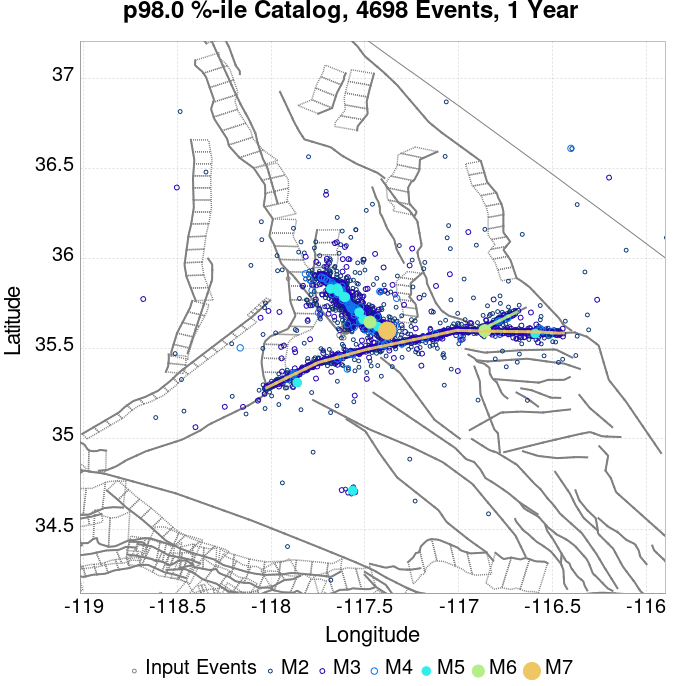 p98.0 %-ile Catalog, 4698 Events, 1 Year
37
36.5
36
35.5
35
34.5
Latitude
-119
-118.5
-118
-117.5
-117
-116.5
-116
Longitude
Input Events
M2
M3
M4
M5
M6
M7